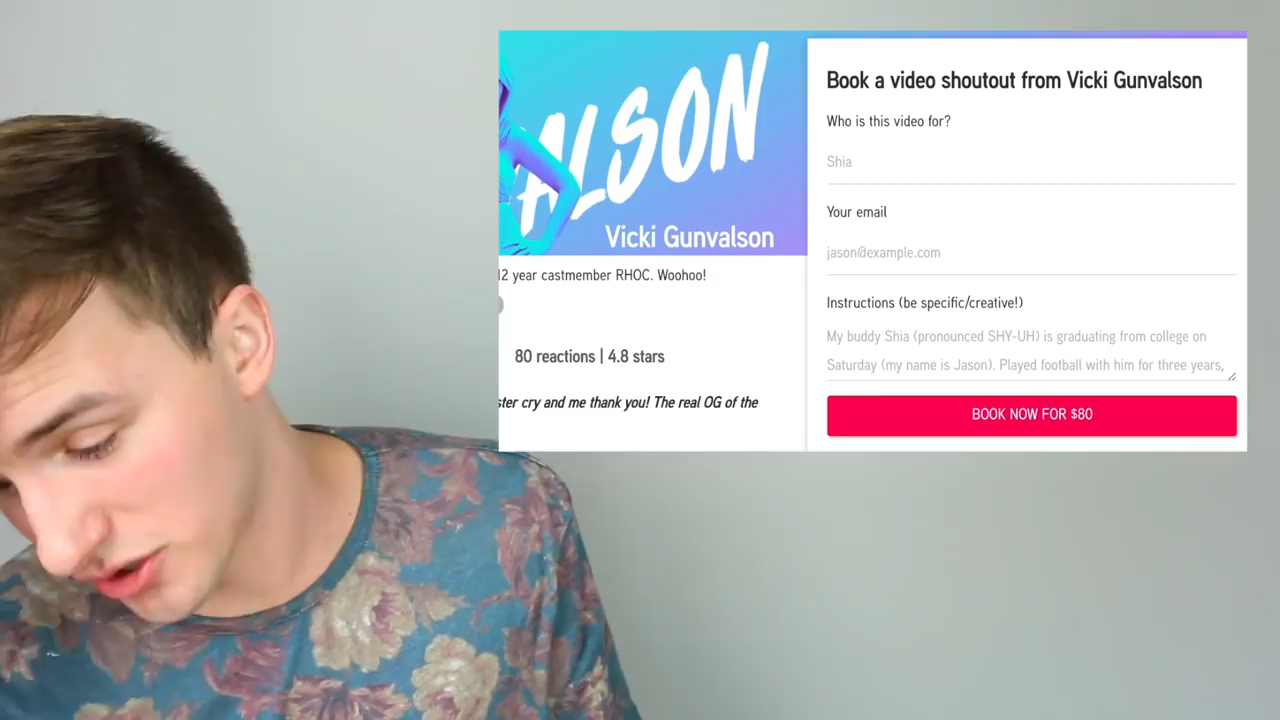 ALSON
Vicki Gunvalson
12 year castmember RHOC. Woohoo!
80 reactions | 4.8 stars
ster cry and me thank you! The real OG of the
Book a video shoutout from Vicki Gunvalson
Who is this video for?
Shia
Your email
jason@example.com
Instructions (be specific/creative!)
My buddy Shia (pronounced SHY-UH) is graduating from college on
Saturday (my name is Jason). Played football with him for three years,
BOOK NOW FOR $80